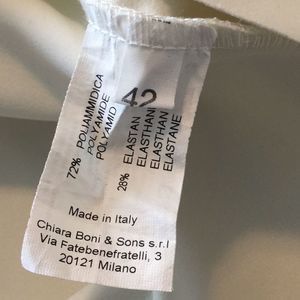 42
72% POLIAMMIDICA
POLYAMIDE
POLYAMID
28% ELASTAN
ELASTHAN
ELASTHANNE
ELASTANE
Made in Italy
Chiara Boni & Sons s.r.l
Via Fatebenefratelli, 3
20121 Milano